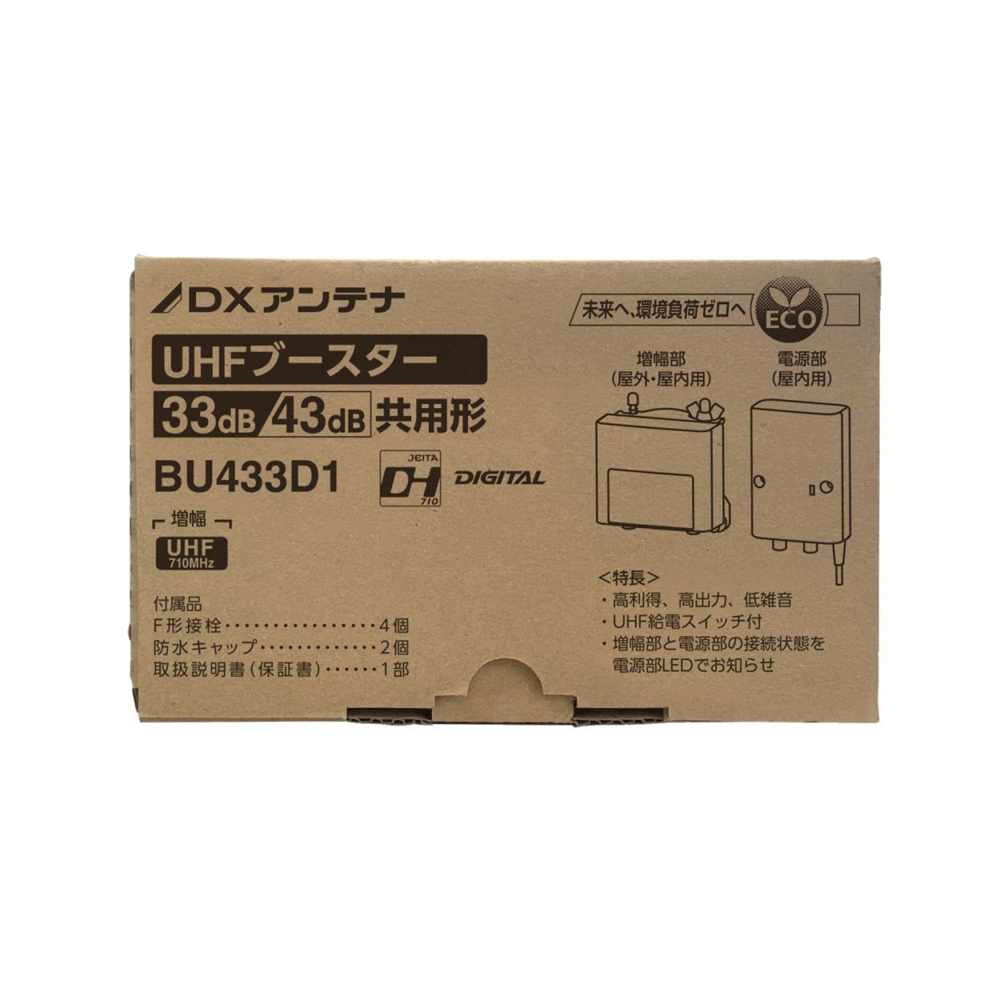 DXアンテナ
UHFブースター
33dB/43dB共用形
BU433D1
JEITA
DH
710
DIGITAL
増幅
UHF
710MHz
付属品
F形接栓・・・・・・・・・・・・・・・・4個
防水キャップ・・・・・・・・・・・・・2個
取扱説明書(保証書)・・・・・・・1部
未来へ、環境負荷ゼロへ
ECO
増幅部
(屋外・屋内用)
電源部
(屋内用)
<特長>
・高利得、高出力、低雑音
・UHF給電スイッチ付
・増幅部と電源部の接続状態を
電源部LEDでお知らせ